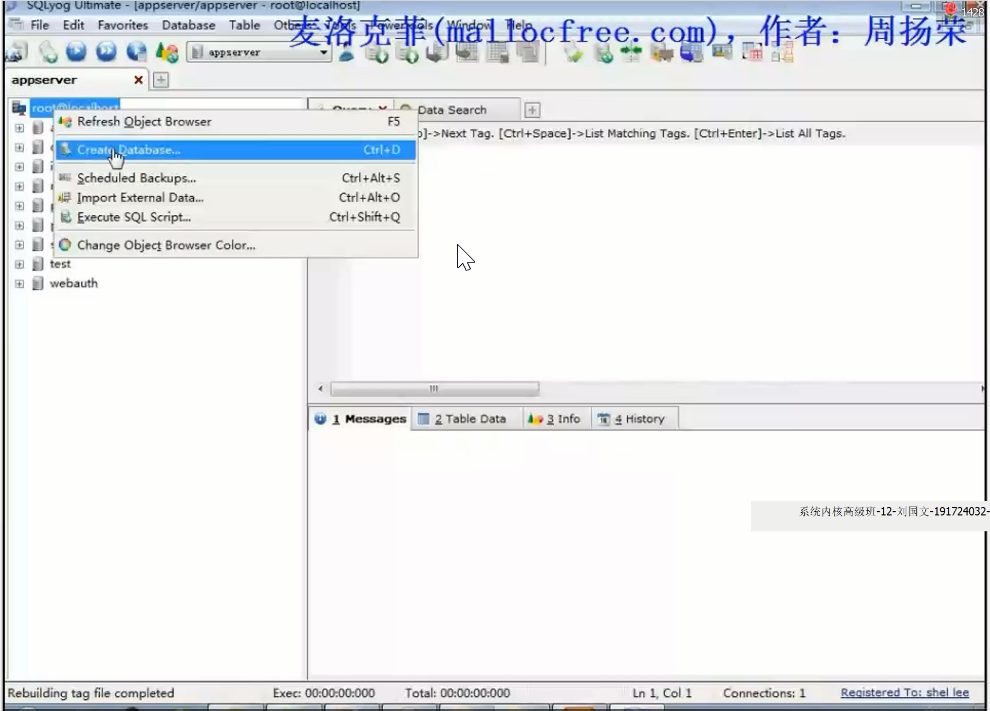 SQLyog Ultimate - [appserver/appserver - root@localhost]
1428
File Edit Favorites Database Table Window Help
麦洛克菲(mallocfree.com)，作者：周扬荣
appserver
appserver
root@localhost
Query
Data Search
Refresh Object Browser F5
]->Next Tag. [Ctrl+Space]->List Matching Tags. [Ctrl+Enter]->List All Tags.
Create Database... Ctrl+D
Scheduled Backups... Ctrl+Alt+S
Import External Data... Ctrl+Alt+O
Execute SQL Script... Ctrl+Shift+Q
Change Object Browser Color...
test
webauth
1 Messages 2 Table Data 3 Info 4 History
系统内核高级班-12-刘国文-191724032-
Rebuilding tag file completed Exec: 00:00:00:000 Total: 00:00:00:000 Ln 1, Col 1 Connections: 1 Registered To: shel lee